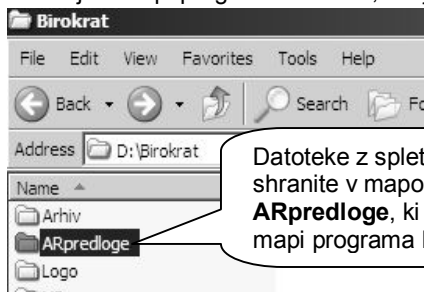 Birokrat
File Edit View Favorites Tools Help
Back Search
Address D:\Birokrat
Name
Arhiv
ARpredloge
Logo
Datoteke z splet
shranite v mapo
ARpredloge, ki
mapi programa